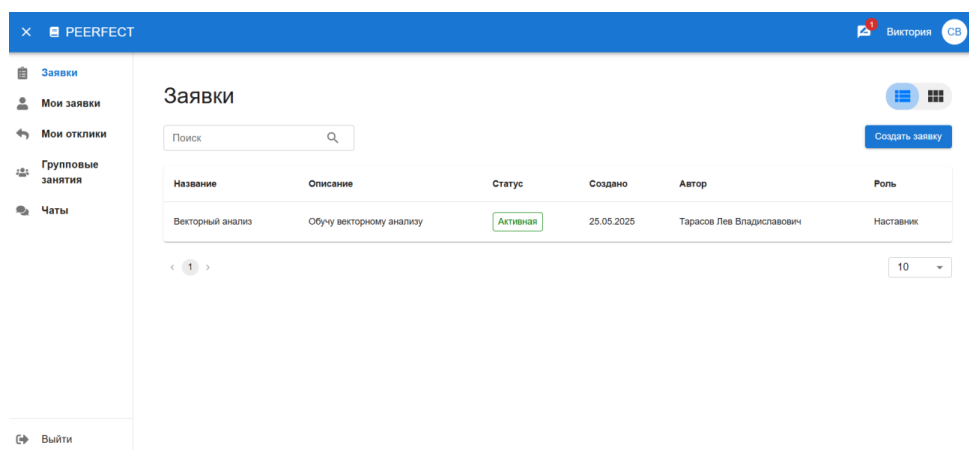 PEERFECT
1
Виктория
СВ
Заявки
Мои заявки
Мои отклики
Групповые
занятия
Чаты
Выйти
Заявки
Поиск
Создать заявку
Название Описание Статус Создано Автор Роль
Векторный анализ Обучу векторному анализу Активная 25.05.2025 Тарасов Лев Владиславович Наставник
1
10